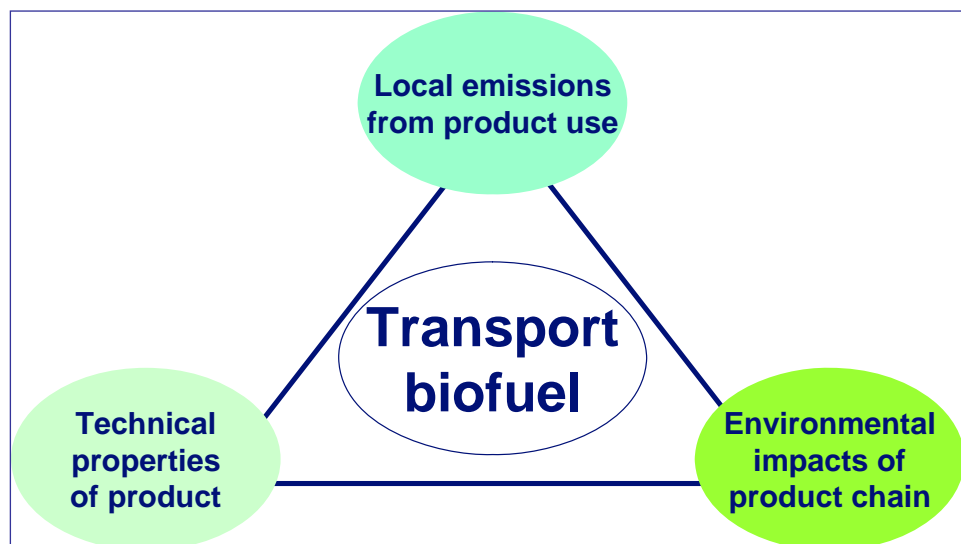 Local emissions
from product use
Transport
biofuel
Technical
properties
of product
Environmental
impacts of
product chain